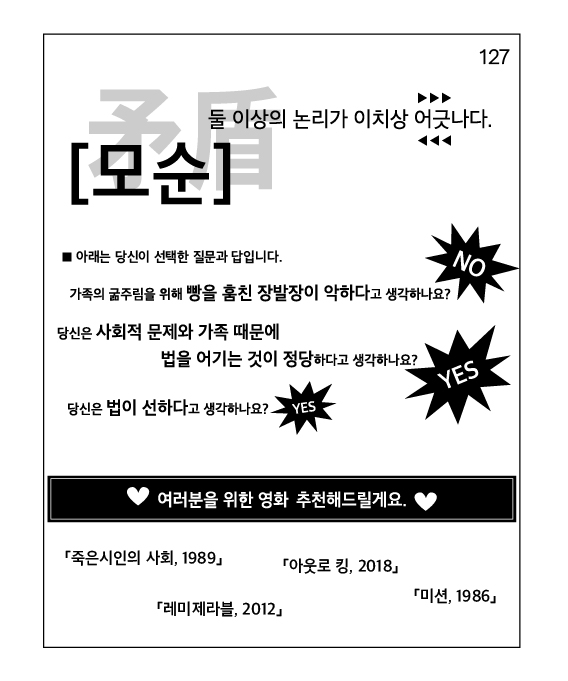 127
矛盾
둘 이상의 논리가 이치상 어긋나다.
[모순]
■ 아래는 당신이 선택한 질문과 답입니다.
NO
가족의 굶주림을 위해 빵을 훔친 장발장이 악하다고 생각하나요?
당신은 사회적 문제와 가족 때문에
법을 어기는 것이 정당하다고 생각하나요?
YES
당신은 법이 선하다고 생각하나요?
YES
여러분을 위한 영화 추천해드릴게요.
「죽은시인의 사회, 1989」
「아웃로 킹, 2018」
「미션, 1986」
「레미제라블, 2012」